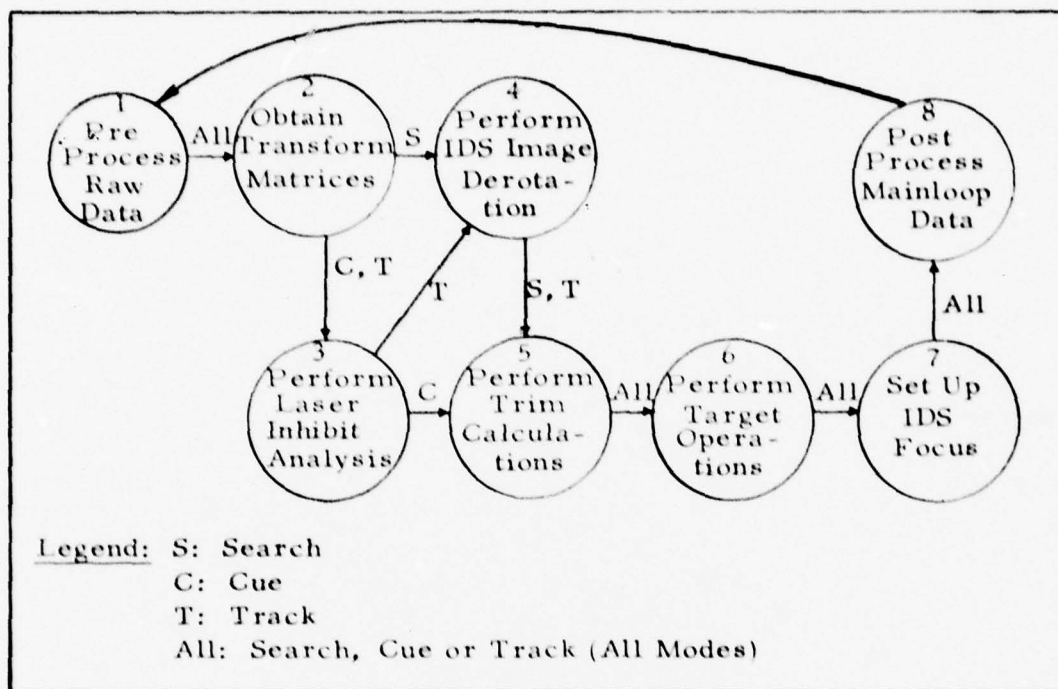 1
Pre
Process
Raw
Data
All
2
Obtain
Transform
Matrices
S
4
Perform
IDS Image
Derota-
tion
8
Post
Process
Mainloop
Data
C, T
T
S, T
All
3
Perform
Laser
Inhibit
Analysis
C
5
Perform
Trim
Calcula-
tions
All
6
Perform
Target
Opera-
tions
All
7
Set Up
IDS
Focus
Legend: S: Search
C: Cue
T: Track
All: Search, Cue or Track (All Modes)